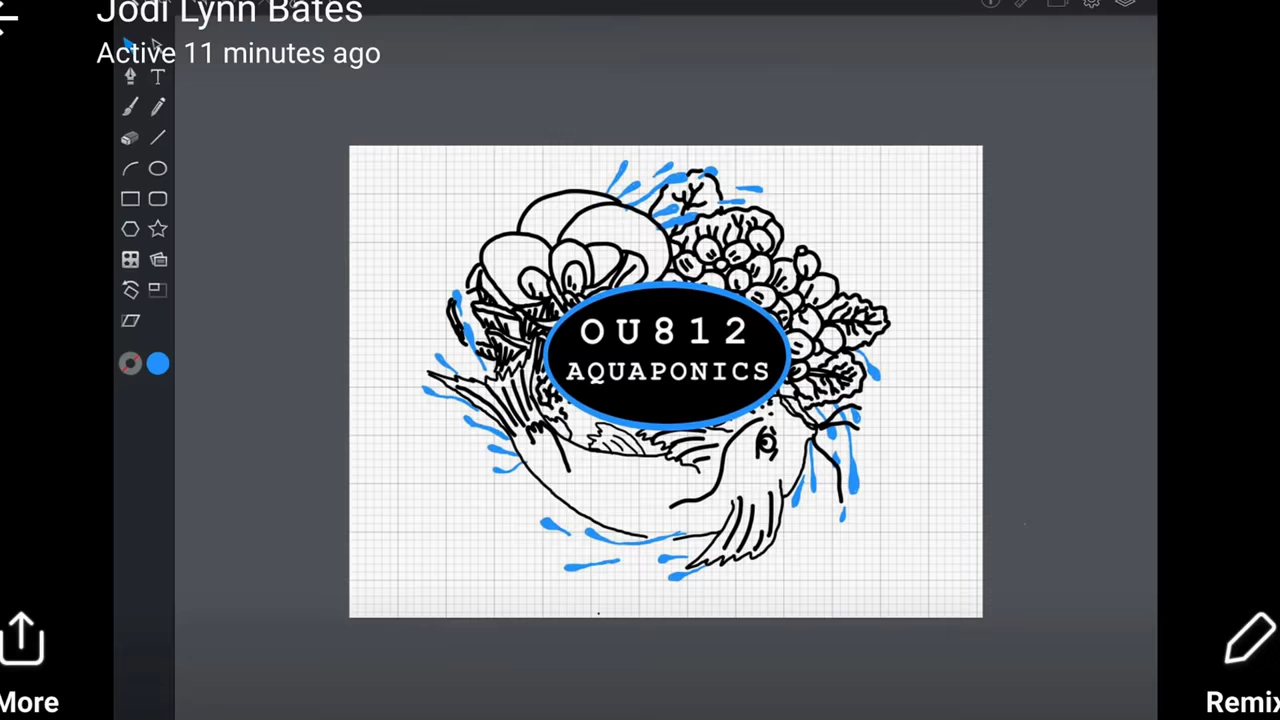 Jodi Lynn Bates
Active 11 minutes ago
T
OU812
AQUAPONICS
More
Remix